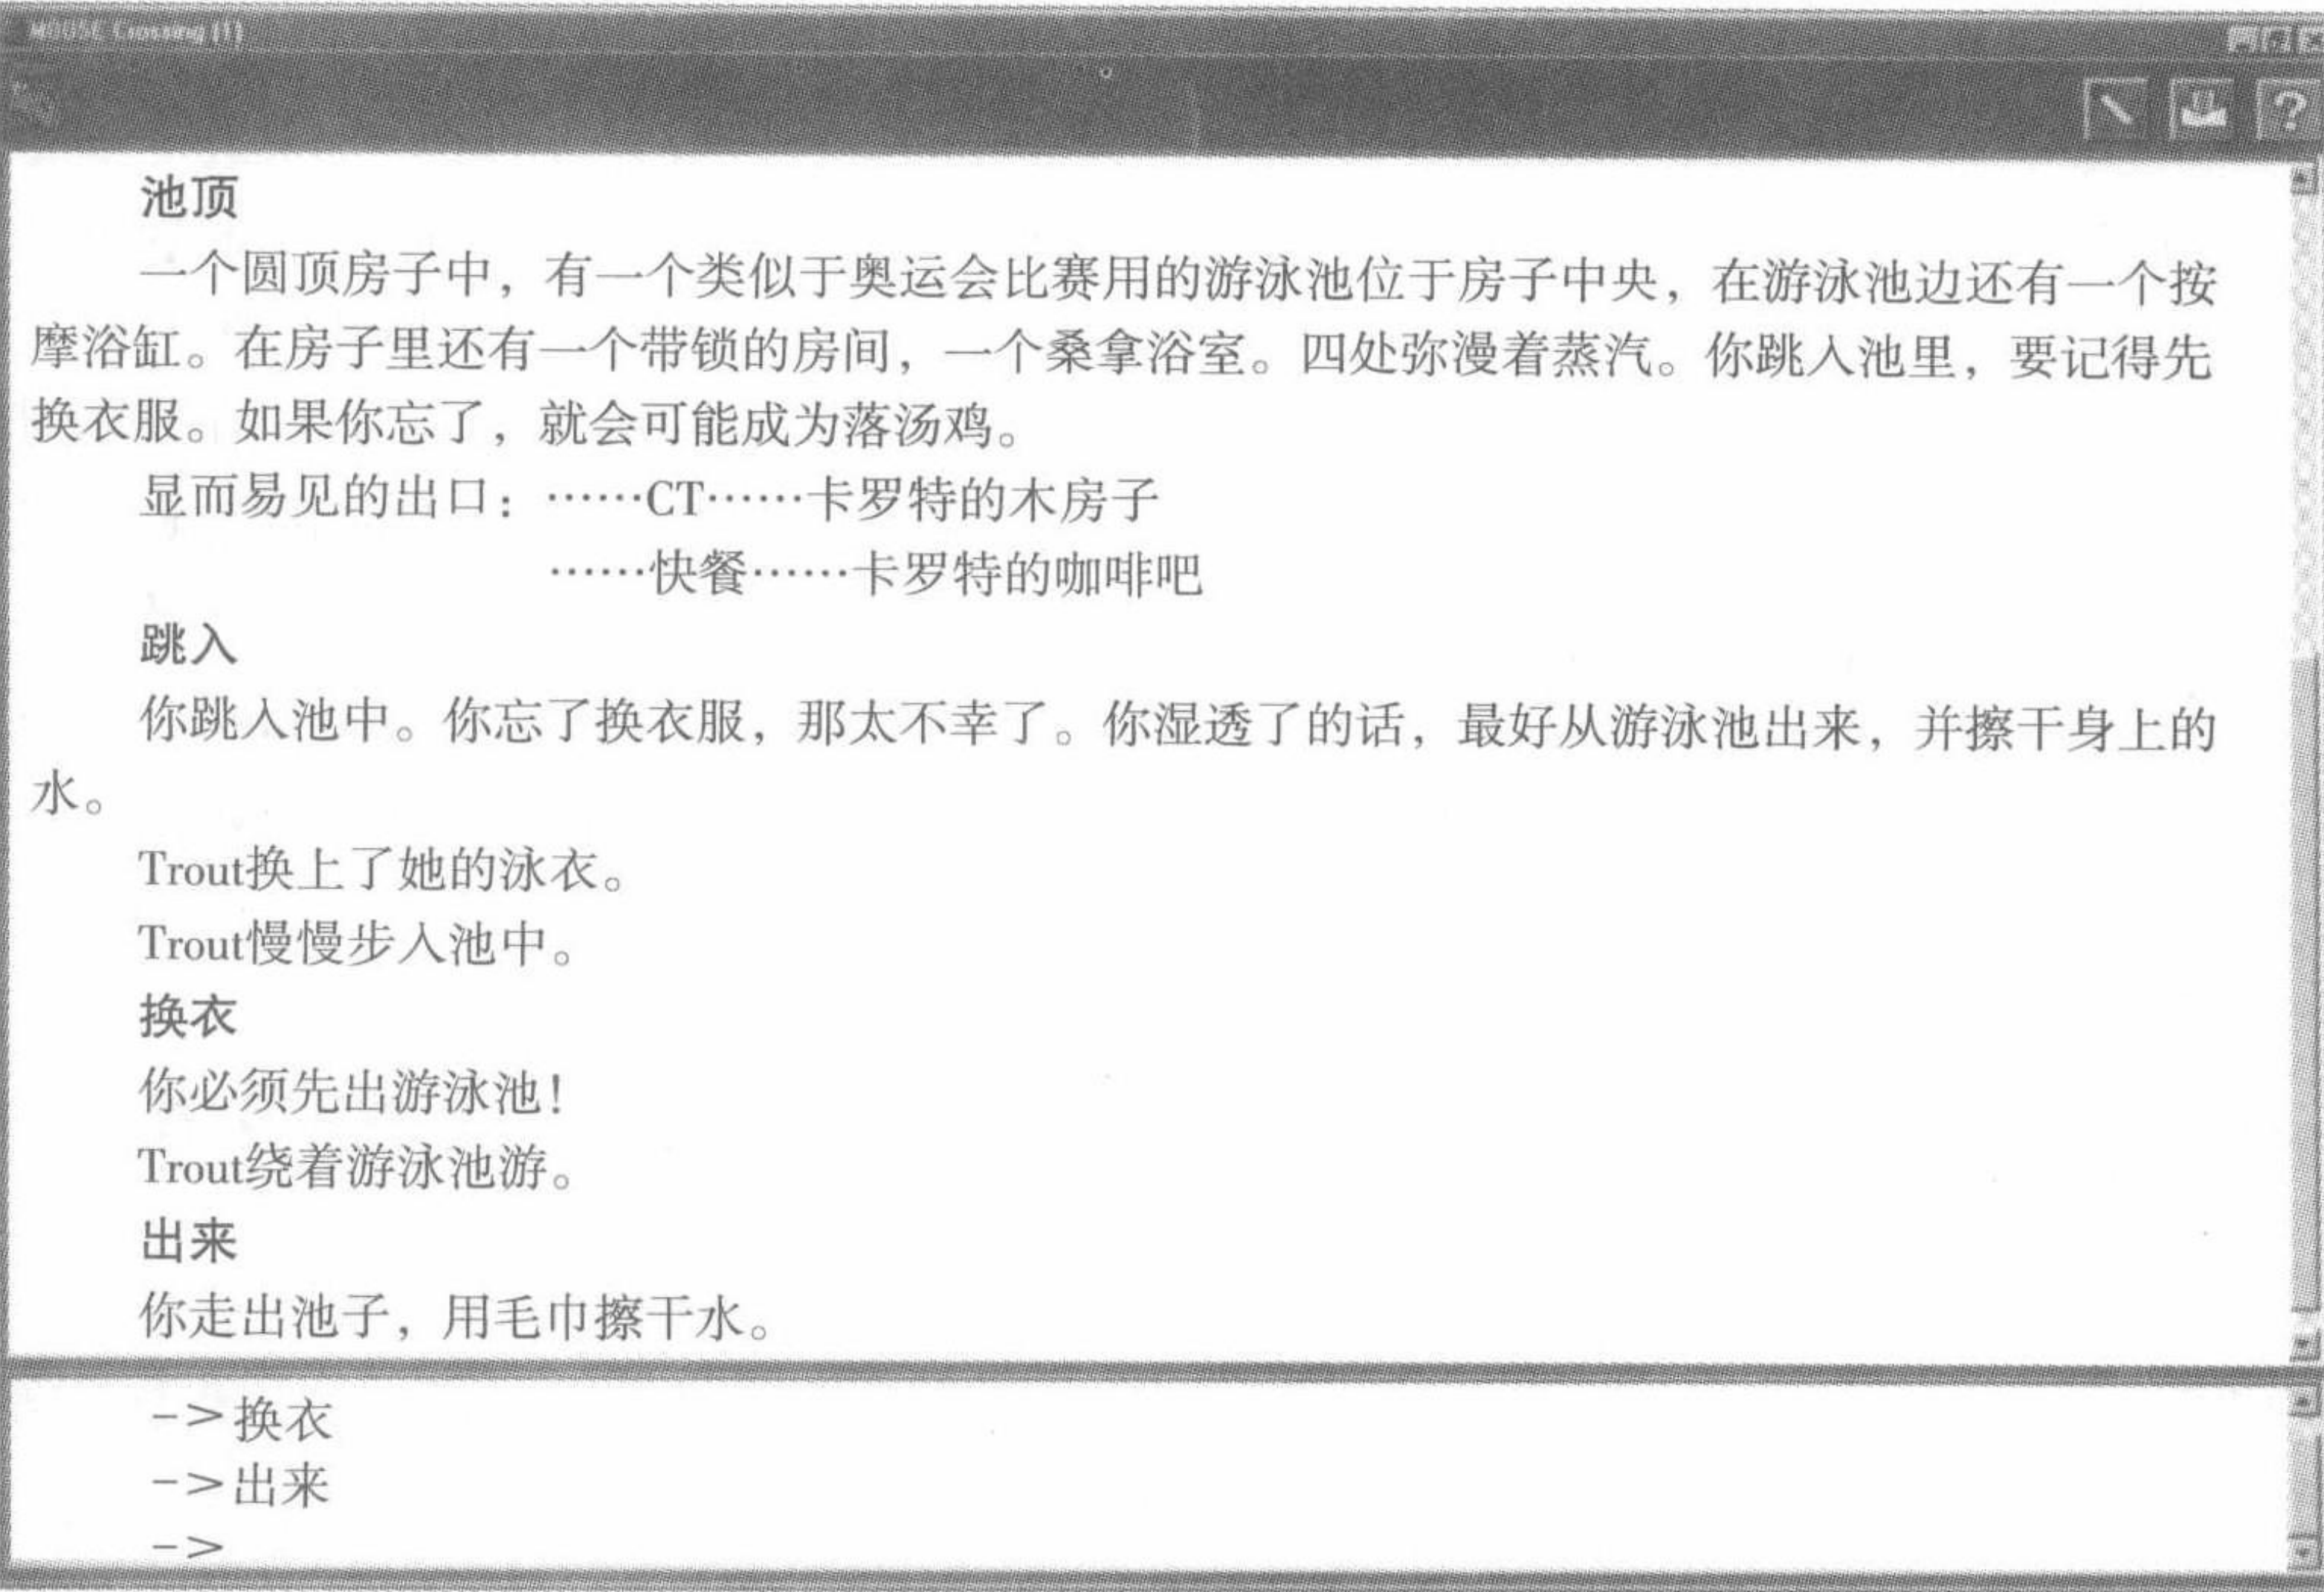 MOOSE Crossing (1)
?
池顶
一个圆顶房子中，有一个类似于奥运会比赛用的游泳池位于房子中央，在游泳池边还有一个按
摩浴缸。在房子里还有一个带锁的房间，一个桑拿浴室。四处弥漫着蒸汽。你跳入池里，要记得先
换衣服。如果你忘了，就会可能成为落汤鸡。
显而易见的出口：……CT……卡罗特的木房子
……快餐……卡罗特的咖啡吧
跳入
你跳入池中。你忘了换衣服，那太不幸了。你湿透了的话，最好从游泳池出来，并擦干身上的
水。
Trout换上了她的泳衣。
Trout慢慢步入池中。
换衣
你必须先出游泳池！
Trout绕着游泳池游。
出来
你走出池子，用毛巾擦干水。
->换衣
->出来
->